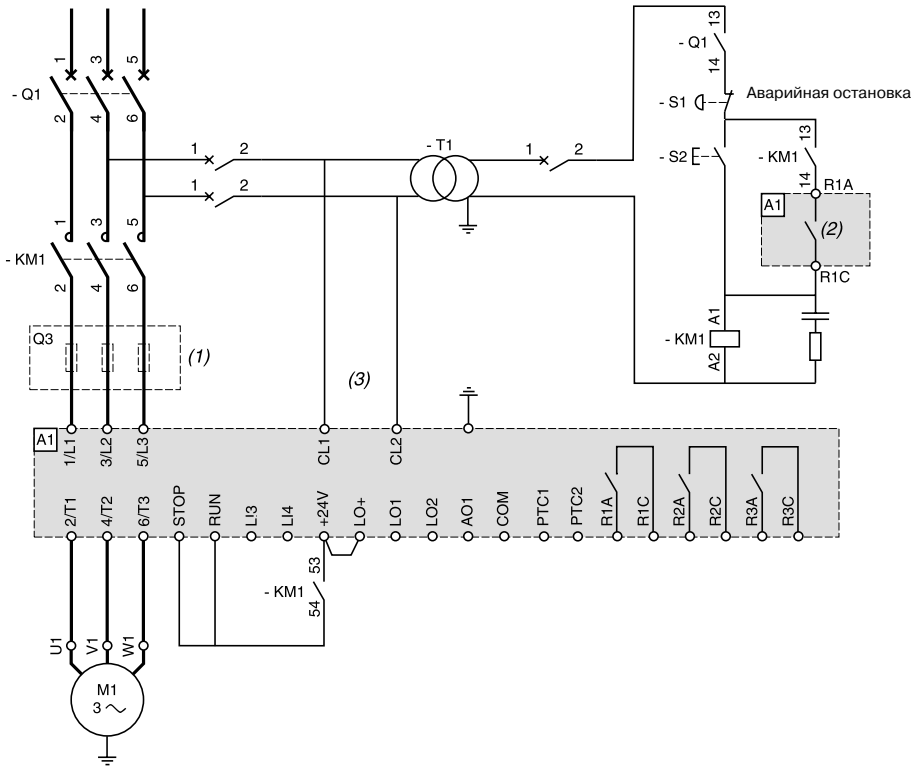 1 3 5
- Q1
2 4 6
1 2
1 2
- T1
1 2
13
- Q1
14
- S1
Аварийная остановка
- S2
13
- KM1
14
R1A
A1
(2)
R1C
A1
- KM1
A2
1 3 5
- KM1
2 4 6
Q3
(1)
(3)
A1
1/L1 3/L2 5/L3 CL1 CL2
2/T1 4/T2 6/T3 STOP RUN LI3 LI4 +24V LO+ LO1 LO2 AO1 COM PTC1 PTC2 R1A R1C R2A R2C R3A R3C
53
- KM1
54
U1 V1 W1
M1
3